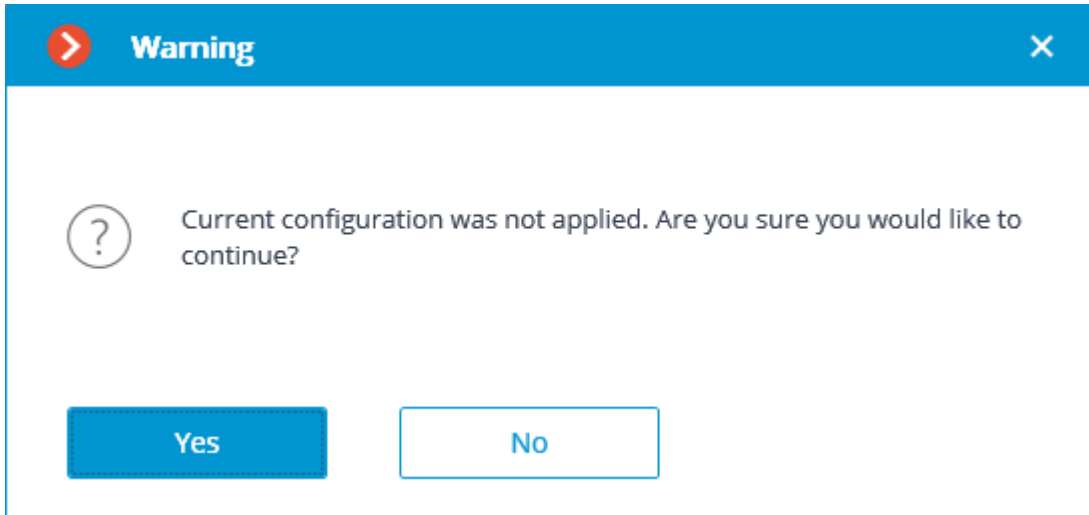 Warning
Current configuration was not applied. Are you sure you would like to
continue?
Yes
No